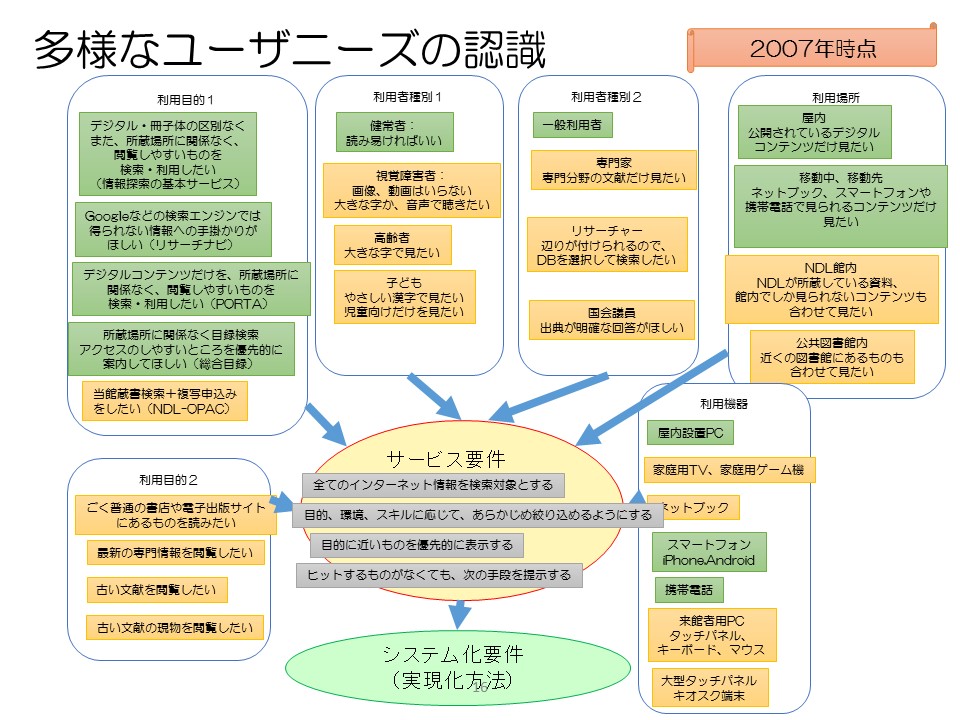 多様なユーザニーズの認識
2007年時点
利用目的１
デジタル・冊子体の区別なく
また、所蔵場所に関係なく、
閲覧しやすいものを
検索・利用したい
（情報探索の基本サービス）
Googleなどの検索エンジンでは
得られない情報への手掛かりが
ほしい（リサーチナビ）
デジタルコンテンツだけを、所蔵場所に
関係なく、閲覧しやすいものを
検索・利用したい（PORTA）
所蔵場所に関係なく目録検索
アクセスのしやすいところを優先的に
案内してほしい（総合目録）
当館蔵書検索＋複写申込み
をしたい（NDL-OPAC）
利用者種別１
健常者：
読み易ければいい
視覚障害者：
画像、動画はいらない
大きな字か、音声で聴きたい
高齢者
大きな字で見たい
子ども
やさしい漢字で見たい
児童向けだけを見たい
利用者種別２
一般利用者
専門家
専門分野の文献だけ見たい
リサーチャー
辺りが付けられるので、
DBを選択して検索したい
国会議員
出典が明確な回答がほしい
利用場所
屋内
公開されているデジタル
コンテンツだけ見たい
移動中、移動先
ネットブック、スマートフォンや
携帯電話で見られるコンテンツだけ
見たい
NDL館内
NDLが所蔵している資料、
館内でしか見られないコンテンツも
合わせて見たい
公共図書館内
近くの図書館にあるものも
合わせて見たい
利用目的２
ごく普通の書店や電子出版サイト
にあるものを読みたい
最新の専門情報を閲覧したい
古い文献を閲覧したい
古い文献の現物を閲覧したい
サービス要件
全てのインターネット情報を検索対象とする
目的、環境、スキルに応じて、あらかじめ絞り込めるようにする
目的に近いものを優先的に表示する
ヒットするものがなくても、次の手段を提示する
システム化要件
（実現化方法）
16
利用機器
屋内設置PC
家庭用TV、家庭用ゲーム機
ネットブック
スマートフォン
iPhone,Android
携帯電話
来館者用PC
タッチパネル、
キーボード、マウス
大型タッチパネル
キオスク端末